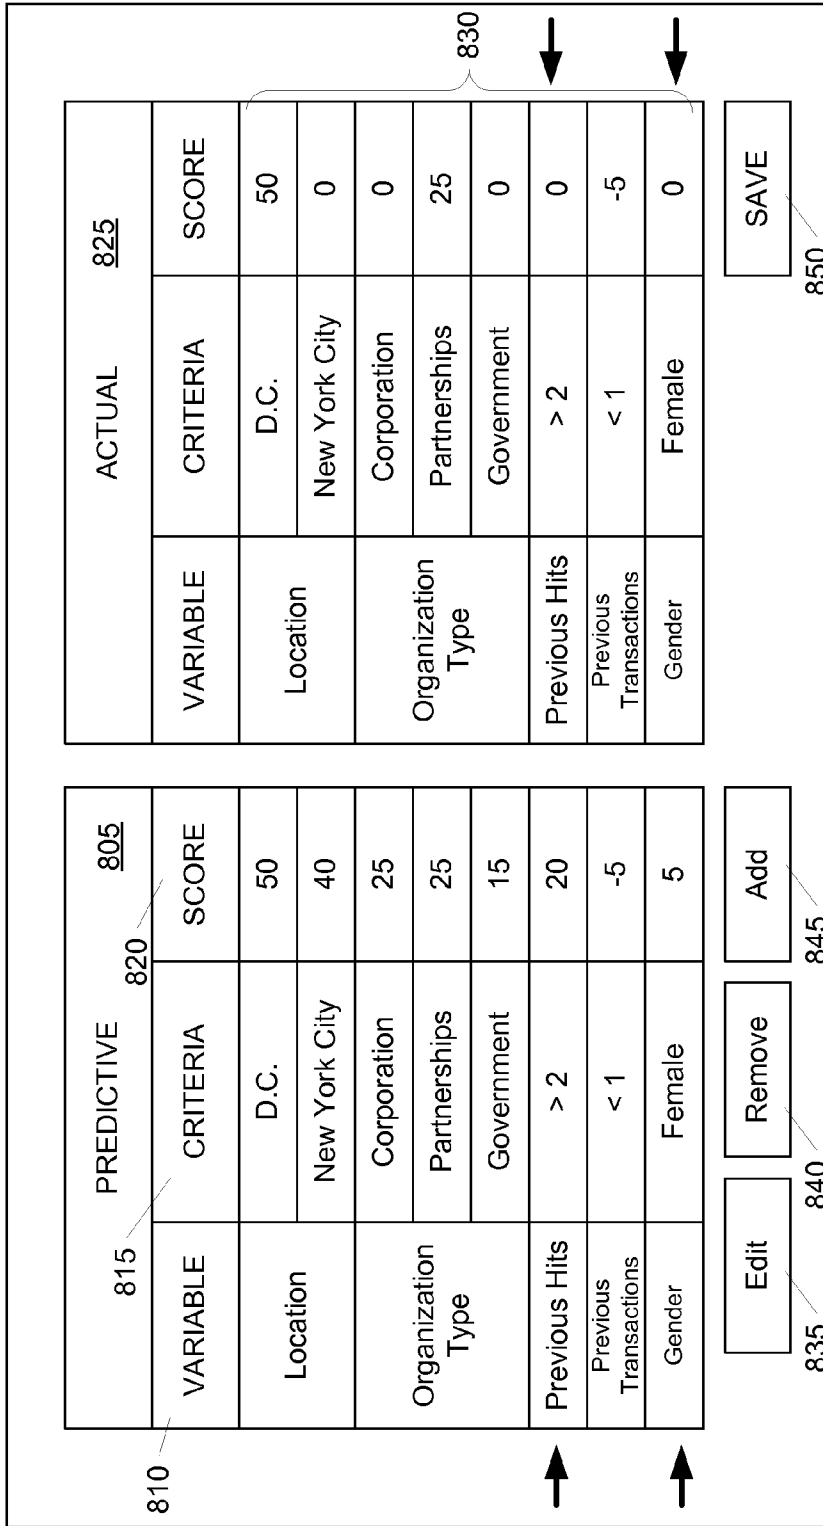 PREDICTIVE 805
815 820
810
VARIABLE CRITERIA SCORE
Location D.C. 50
New York City 40
Organization
Type
Corporation 25
Partnerships 25
Government 15
Previous Hits > 2 20
Previous
Transactions
< 1 -5
Gender Female 5
Edit Remove Add
835 840 845
ACTUAL 825
VARIABLE CRITERIA SCORE
Location D.C. 50
New York City 0
Organization
Type
Corporation 0
Partnerships 25
Government 0
Previous Hits > 2 0
Previous
Transactions
< 1 -5
Gender Female 0
830
SAVE
850